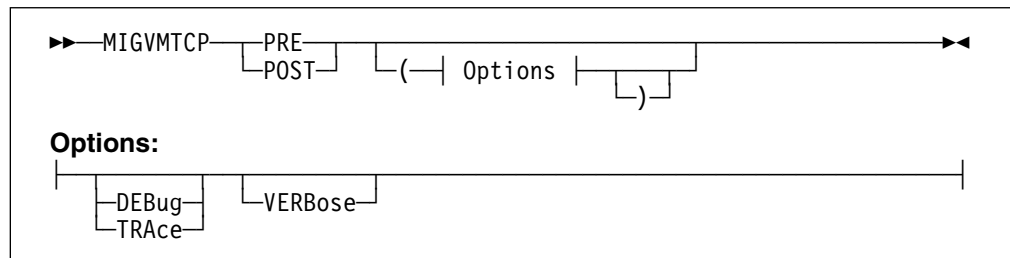 ►►──MIGVMTCP──PRE──►◄
POST ( Options
)
Options:
DEBug VERBose
TRAce